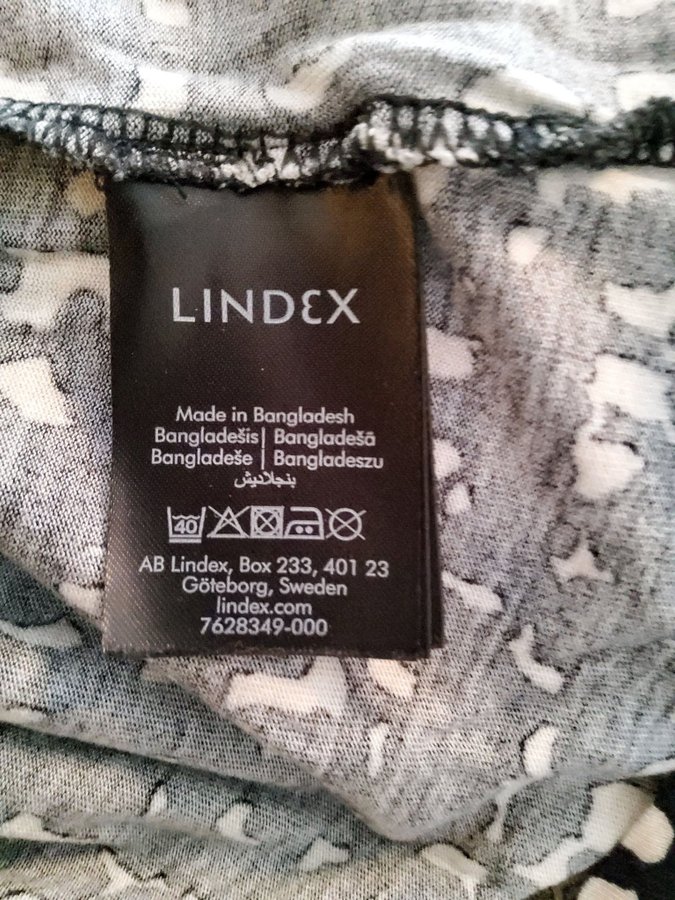 LINDEX
Made in Bangladesh
Bangladešis| Bangladešā
Bangladeše | Bangladeszu
بنجلاديش
40
AB Lindex, Box 233, 401 23
Göteborg, Sweden
lindex.com
7628349-000